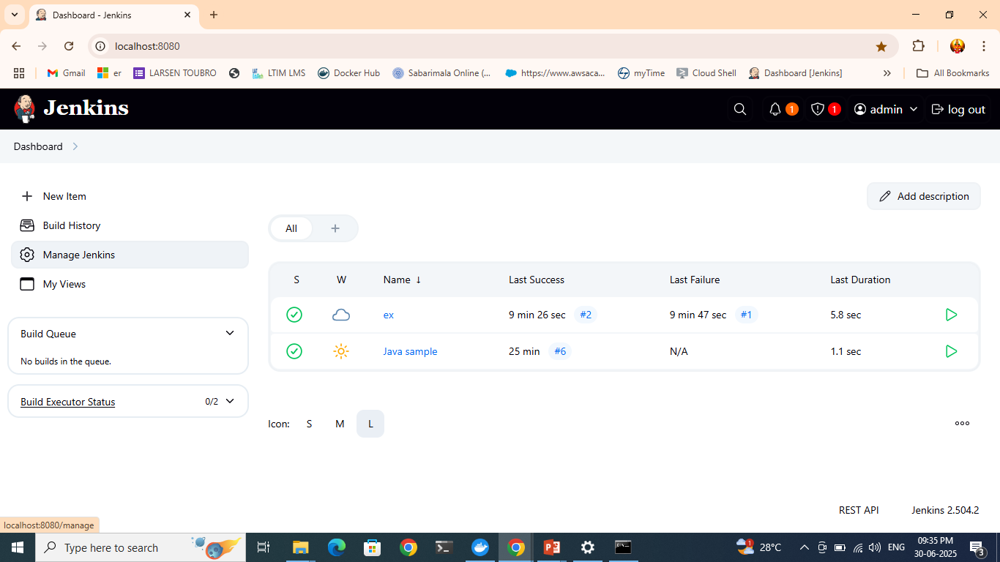 Dashboard - Jenkins
localhost:8080
Gmail
er
LARSEN TOUBRO
LTIM LMS
Docker Hub
Sabarimala Online (...
https://www.awsaca...
myTime
Cloud Shell
Dashboard [Jenkins]
All Bookmarks
Jenkins
1
1
admin
log out
Dashboard
New Item
Build History
Manage Jenkins
My Views
Build Queue
No builds in the queue.
Build Executor Status 0/2
Add description
All +
S W Name ↓ Last Success Last Failure Last Duration
ex 9 min 26 sec #2 9 min 47 sec #1 5.8 sec
Java sample 25 min #6 N/A 1.1 sec
Icon: S M L
REST API Jenkins 2.504.2
localhost:8080/manage
Type here to search
1
28°C
ENG
09:35 PM
30-06-2025
3